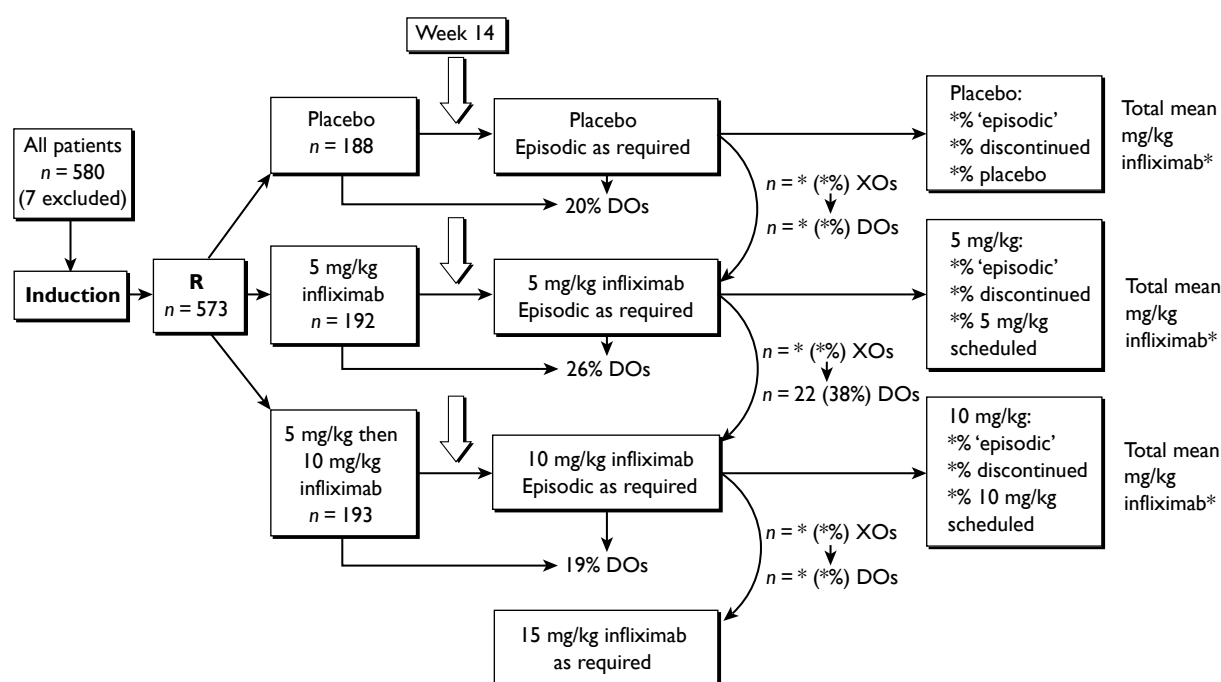 Week 14
All patients
n = 580
(7 excluded)
Induction
R
n = 573
Placebo
n = 188
Placebo
Episodic as required
20% DOs
n = * (*%) XOs
n = * (*%) DOs
Placebo:
*% ‘episodic’
*% discontinued
*% placebo
Total mean
mg/kg
infliximab*
5 mg/kg
infliximab
n = 192
5 mg/kg infliximab
Episodic as required
26% DOs
n = * (*%) XOs
n = 22 (38%) DOs
5 mg/kg:
*% ‘episodic’
*% discontinued
*% 5 mg/kg
scheduled
Total mean
mg/kg
infliximab*
5 mg/kg then
10 mg/kg
infliximab
n = 193
10 mg/kg infliximab
Episodic as required
19% DOs
n = * (*%) XOs
n = * (*%) DOs
10 mg/kg:
*% ‘episodic’
*% discontinued
*% 10 mg/kg
scheduled
Total mean
mg/kg
infliximab*
15 mg/kg infliximab
as required